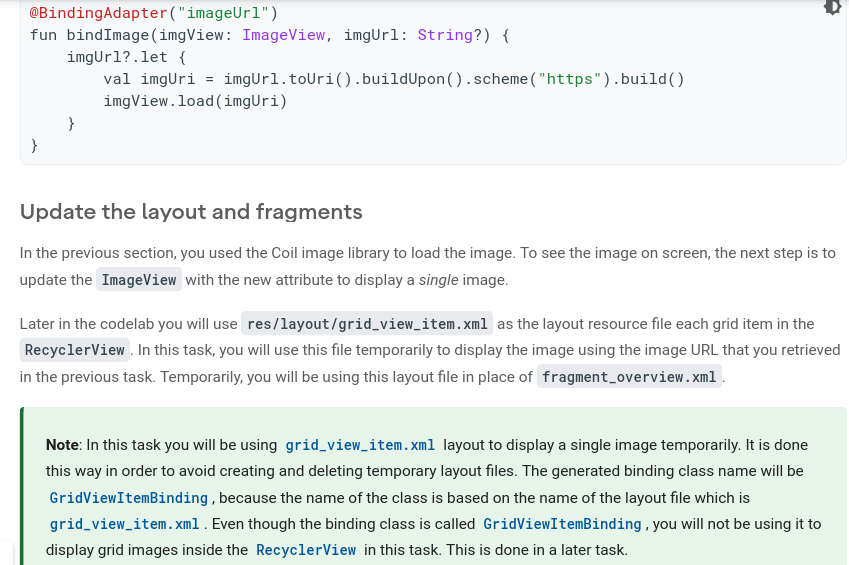 @BindingAdapter("imageUrl")
fun bindImage(imgView: ImageView, imgUrl: String?) {
    imgUrl?.let {
        val imgUri = imgUrl.toUri().buildUpon().scheme("https").build()
        imgView.load(imgUri)
    }
}
Update the layout and fragments
In the previous section, you used the Coil image library to load the image. To see the image on screen, the next step is to
update the ImageView with the new attribute to display a single image.
Later in the codelab you will use res/layout/grid_view_item.xml as the layout resource file each grid item in the
RecyclerView. In this task, you will use this file temporarily to display the image using the image URL that you retrieved
in the previous task. Temporarily, you will be using this layout file in place of fragment_overview.xml.
Note: In this task you will be using grid_view_item.xml layout to display a single image temporarily. It is done
this way in order to avoid creating and deleting temporary layout files. The generated binding class name will be
GridViewItemBinding, because the name of the class is based on the name of the layout file which is
grid_view_item.xml. Even though the binding class is called GridViewItemBinding, you will not be using it to
display grid images inside the RecyclerView in this task. This is done in a later task.